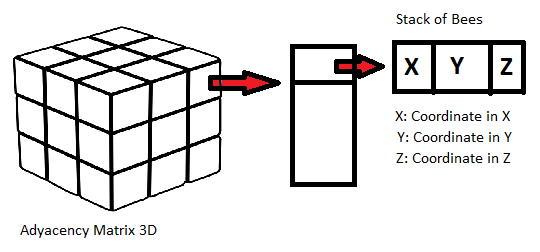 Stack of Bees
X Y Z
X: Coordinate in X
Y: Coordinate in Y
Z: Coordinate in Z
Adyacency Matrix 3D